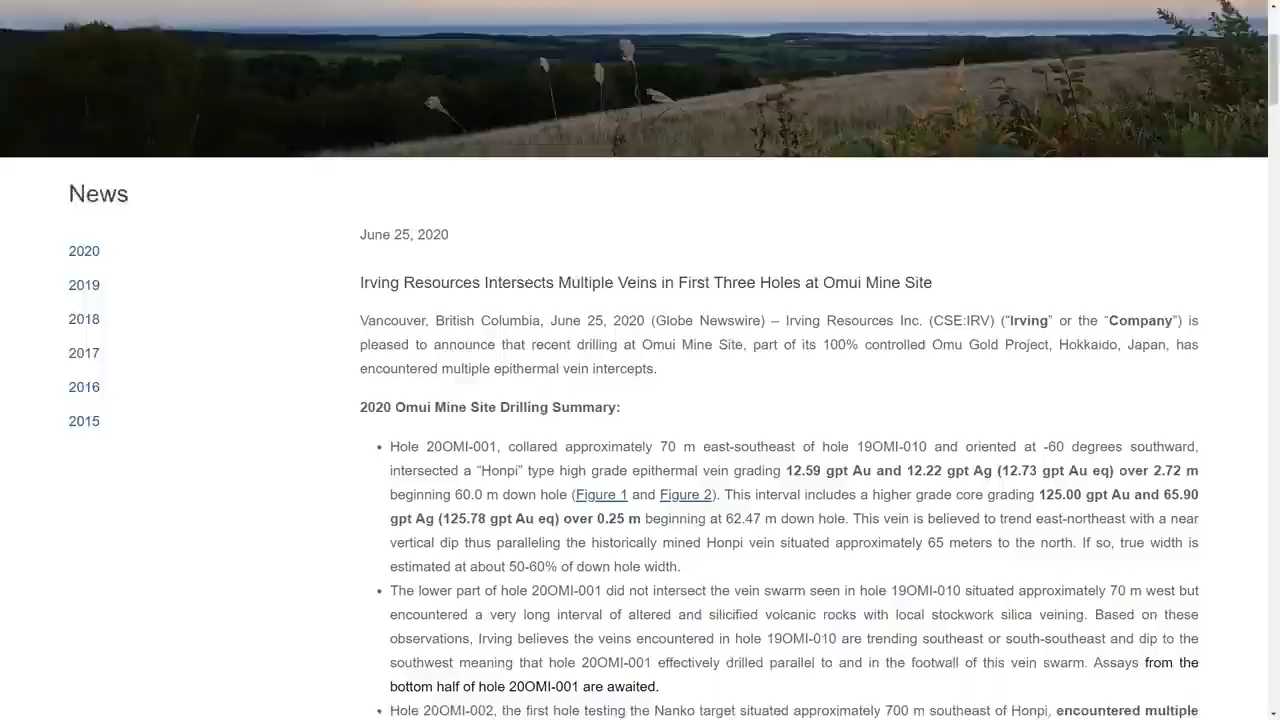 News
2020
2019
2018
2017
2016
2015
June 25, 2020
Irving Resources Intersects Multiple Veins in First Three Holes at Omui Mine Site
Vancouver, British Columbia, June 25, 2020 (Globe Newswire) – Irving Resources Inc. (CSE:IRV) (“Irving” or the “Company”) is
pleased to announce that recent drilling at Omui Mine Site, part of its 100% controlled Omu Gold Project, Hokkaido, Japan, has
encountered multiple epithermal vein intercepts.
2020 Omui Mine Site Drilling Summary:
• Hole 20OMI-001, collared approximately 70 m east-southeast of hole 19OMI-010 and oriented at -60 degrees southward,
intersected a “Honpi” type high grade epithermal vein grading 12.59 gpt Au and 12.22 gpt Ag (12.73 gpt Au eq) over 2.72 m
beginning 60.0 m down hole (Figure 1 and Figure 2). This interval includes a higher grade core grading 125.00 gpt Au and 65.90
gpt Ag (125.78 gpt Au eq) over 0.25 m beginning at 62.47 m down hole. This vein is believed to trend east-northeast with a near
vertical dip thus paralleling the historically mined Honpi vein situated approximately 65 meters to the north. If so, true width is
estimated at about 50-60% of down hole width.
• The lower part of hole 20OMI-001 did not intersect the vein swarm seen in hole 19OMI-010 situated approximately 70 m west but
encountered a very long interval of altered and silicified volcanic rocks with local stockwork silica veining. Based on these
observations, Irving believes the veins encountered in hole 19OMI-010 are trending southeast or south-southeast and dip to the
southwest meaning that hole 20OMI-001 effectively drilled parallel to and in the footwall of this vein swarm. Assays from the
bottom half of hole 20OMI-001 are awaited.
• Hole 20OMI-002, the first hole testing the Nanko target situated approximately 700 m southeast of Honpi, encountered multiple